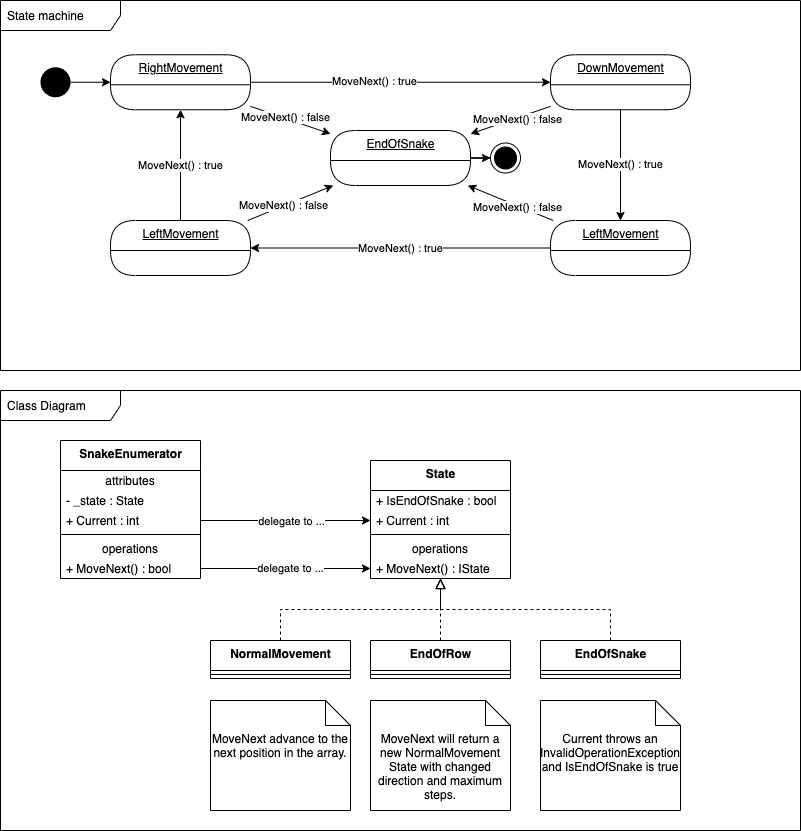 State machine
RightMovement
DownMovement
MoveNext() : true
MoveNext() : false
MoveNext() : false
EndOfSnake
MoveNext() : true
MoveNext() : true
MoveNext() : false
MoveNext() : false
LeftMovement
LeftMovement
MoveNext() : true
Class Diagram
SnakeEnumerator
attributes
- _state : State
+ Current : int
operations
+ MoveNext() : bool
delegate to ...
delegate to ...
State
+ IsEndOfSnake : bool
+ Current : int
operations
+ MoveNext() : IState
NormalMovement
EndOfRow
EndOfSnake
MoveNext advance to the
next position in the array.
MoveNext will return a
new NormalMovement
State with changed
direction and maximum
steps.
Current throws an
InvalidOperationException
and IsEndOfSnake is true